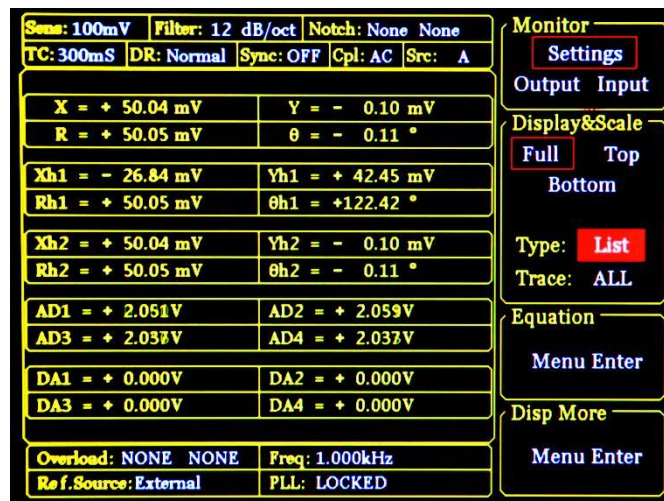 Sens: 100mV Filter: 12 dB/oct Notch: None None
TC: 300mS DR: Normal Sync: OFF Cpl: AC Src: A
X = + 50.04 mV Y = - 0.10 mV
R = + 50.05 mV θ = - 0.11 °
Xh1 = - 26.84 mV Yh1 = + 42.45 mV
Rh1 = + 50.05 mV θh1 = +122.42 °
Xh2 = + 50.04 mV Yh2 = - 0.10 mV
Rh2 = + 50.05 mV θh2 = - 0.11 °
AD1 = + 2.051V AD2 = + 2.059V
AD3 = + AD4 = +
DA1 = + 0.000V DA2 = + 0.000V
DA3 = + 0.000V DA4 = + 0.000V
Overload: NONE NONE Freq: 1.000kHz
Ref.Source: External PLL: LOCKED
Monitor
Settings
Output Input
Display&Scale
Full Top
Bottom
Type: List
Trace: ALL
Equation
Menu Enter
Disp More
Menu Enter